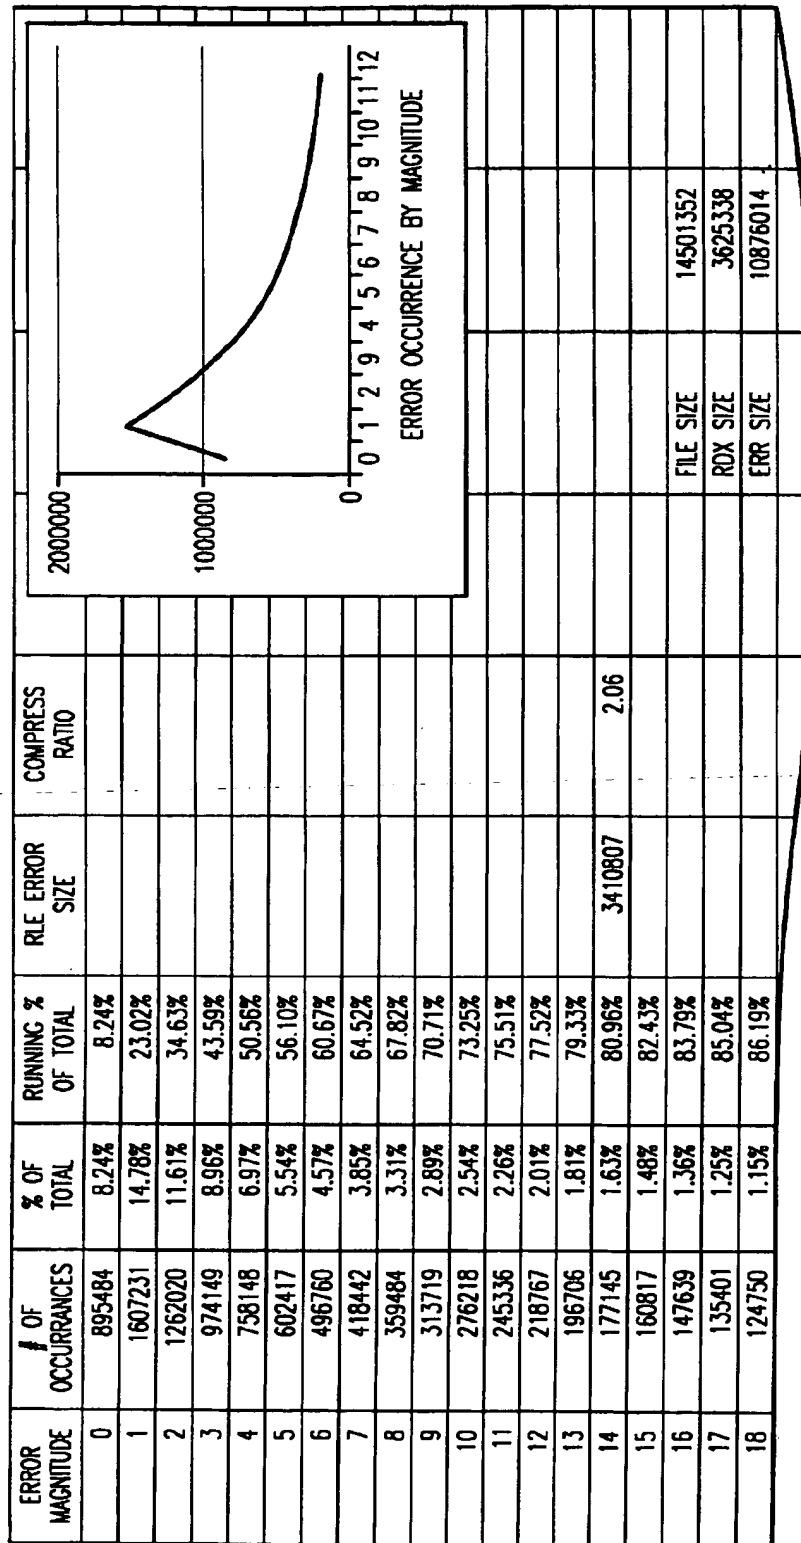 ERROR MAGNITUDE # OF OCCURRANCES % OF TOTAL RUNNING % OF TOTAL RLE ERROR SIZE COMPRESS RATIO
0 895484 8.24% 8.24%
1 1607231 14.78% 23.02%
2 1262020 11.61% 34.63%
3 974149 8.96% 43.59%
4 758148 6.97% 50.56%
5 602417 5.54% 56.10%
6 496760 4.57% 60.67%
7 418442 3.85% 64.52%
8 359484 3.31% 67.82%
9 313719 2.89% 70.71%
10 276218 2.54% 73.25%
11 245336 2.26% 75.51%
12 218767 2.01% 77.52%
13 196706 1.81% 79.33%
14 177145 1.63% 80.96% 3410807 2.06
15 160817 1.48% 82.43%
16 147639 1.36% 83.79% FILE SIZE 14501352
17 135401 1.25% 85.04% RDX SIZE 3625338
18 124750 1.15% 86.19% ERR SIZE 10876014
2000000
1000000
0
0 1 2 9 4 5 6 7 8 9 10 11 12
ERROR OCCURRENCE BY MAGNITUDE